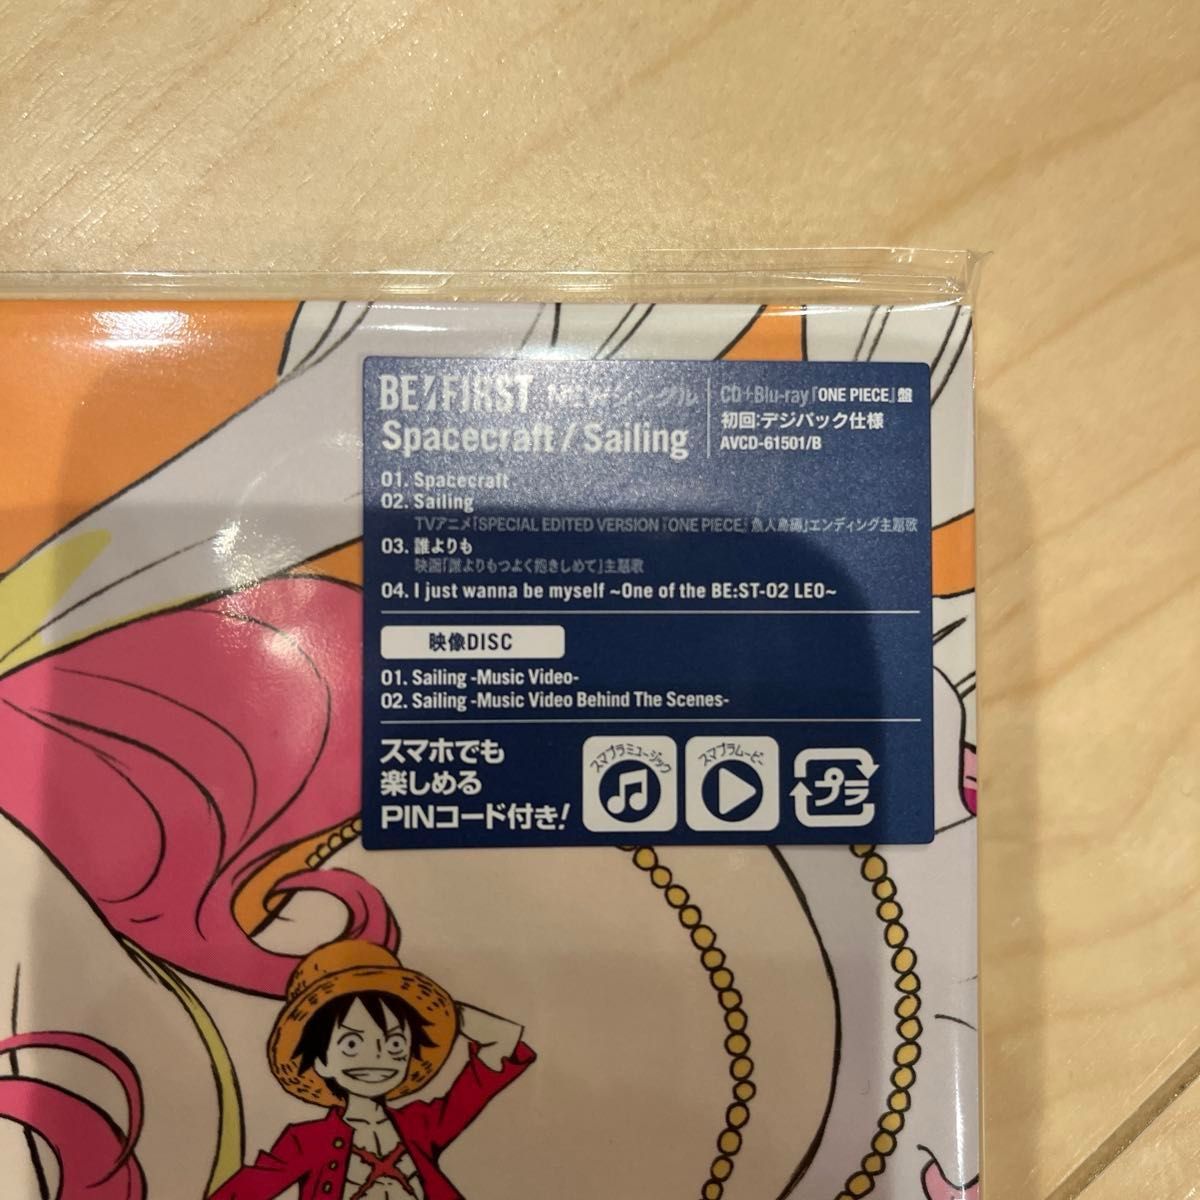 BE:FIRST NEWシングル
Spacecraft / Sailing
CD+Blu-ray『ONE PIECE』盤
初回:デジパック仕様
AVCD-61501/B
01. Spacecraft
02. Sailing
TVアニメ「SPECIAL EDITED VERSION『ONE PIECE』魚人島編」エンディング主題歌
03. 誰よりも
映画「誰よりもつよく抱きしめて」主題歌
04. I just wanna be myself ~One of the BE:ST-02 LEO~
映像DISC
01. Sailing -Music Video-
02. Sailing -Music Video Behind The Scenes-
スマホでも
楽しめる
PINコード付き!
スマプラミュージック
スマプラムービー
プラ